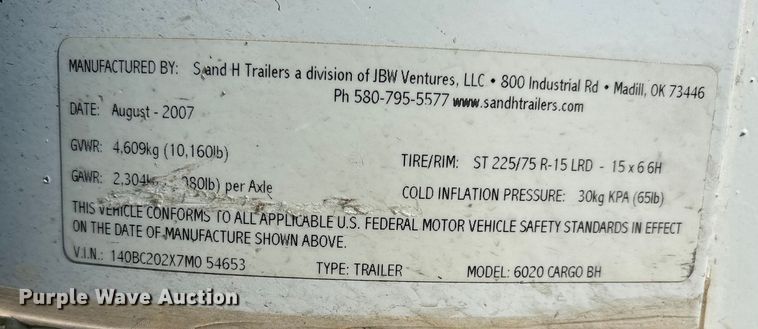 MANUFACTURED BY: S and H Trailers a division of JBW Ventures, LLC • 800 Industrial Rd • Madill, OK 73446
Ph 580-795-5577 www.sandhtrailers.com
DATE: August - 2007
GVWR: 4,609kg (10,160lb)
TIRE/RIM: ST 225/75 R-15 LRD - 15 x 6 6H
GAWR: 2,304k 080lb) per Axle
COLD INFLATION PRESSURE: 30kg KPA (65lb)
THIS VEHICLE CONFORMS TO ALL APPLICABLE U.S. FEDERAL MOTOR VEHICLE SAFETY STANDARDS IN EFFECT
ON THE DATE OF MANUFACTURE SHOWN ABOVE.
V.I.N.: 140BC202X7M0 54653 TYPE: TRAILER MODEL: 6020 CARGO BH
Purple Wave Auction